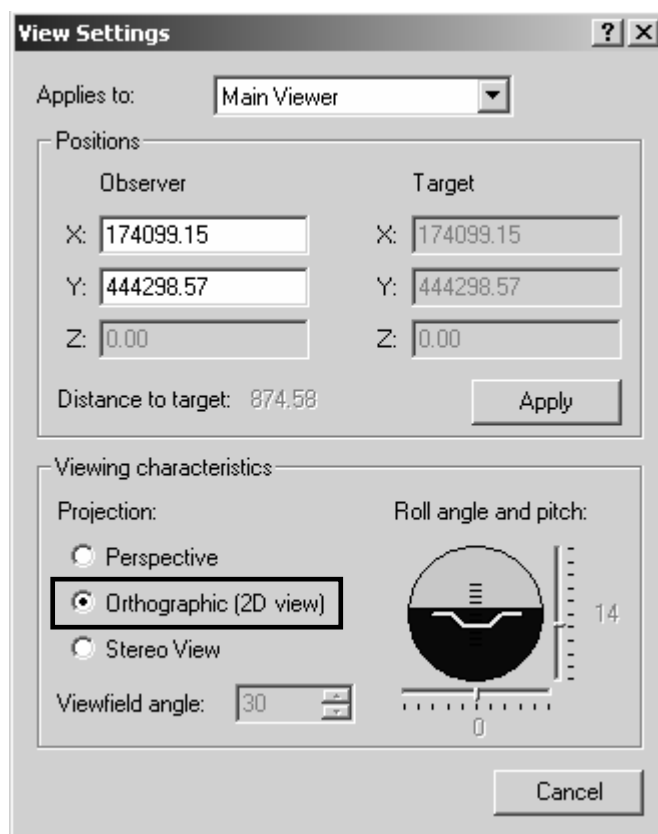 View Settings ? X
Applies to: Main Viewer
Positions
Observer Target
X: 174099.15 X: 174099.15
Y: 444298.57 Y: 444298.57
Z: 0.00 Z: 0.00
Distance to target: 874.58 Apply
Viewing characteristics
Projection: Roll angle and pitch:
Perspective
Orthographic (2D view) 14
Stereo View
Viewfield angle: 30
0
Cancel